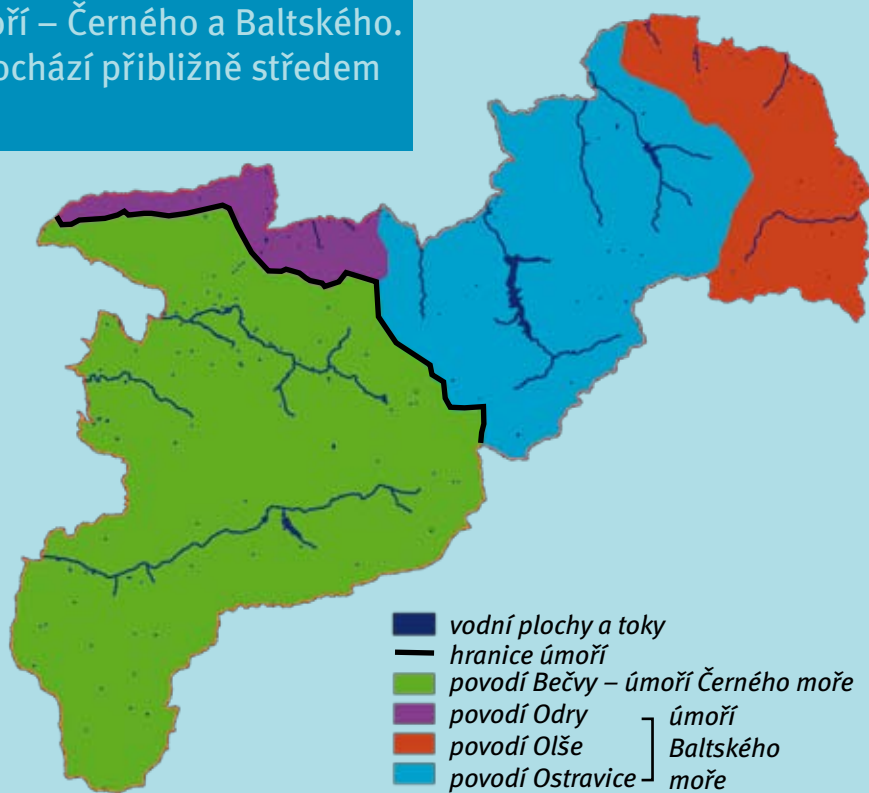 oří – Černého a Baltského.
ochází přibližně středem
vodní plochy a toky
hranice úmoří
povodí Bečvy – úmoří Černého moře
povodí Odry
povodí Olše
povodí Ostravice
úmoří
Baltského
moře